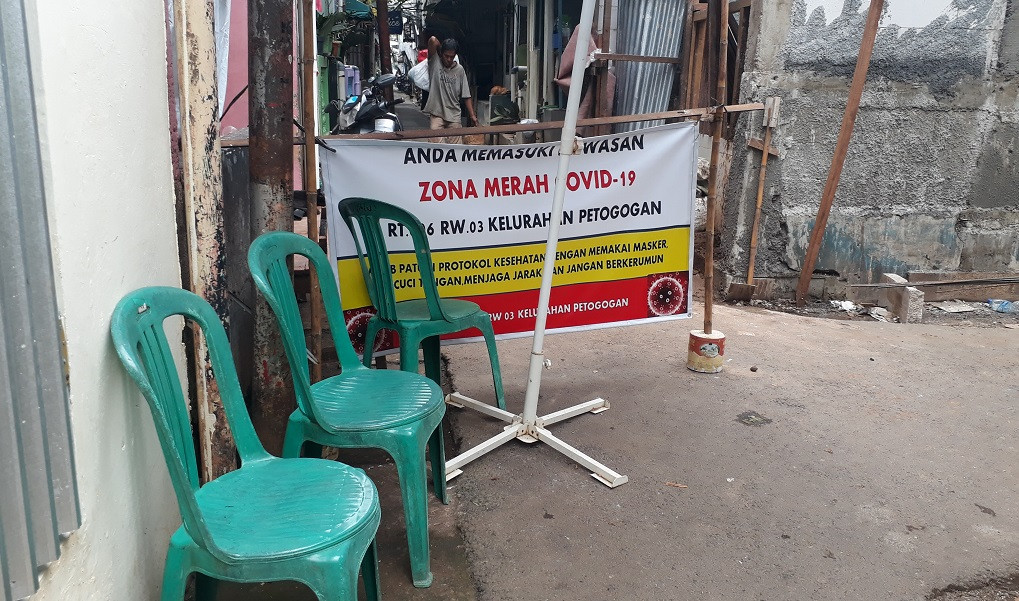 ANDA MEMASUKI KAWASAN
ZONA MERAH COVID-19
RT. 06 RW.03 KELURAHAN PETOGOGAN
PROTOKOL KESEHATAN DENGAN MEMAKAI MASKER,
CUCI TANGAN,MENJAGA JARAK DAN JANGAN BERKERUMUN
RW 03 KELURAHAN PETOGOGAN